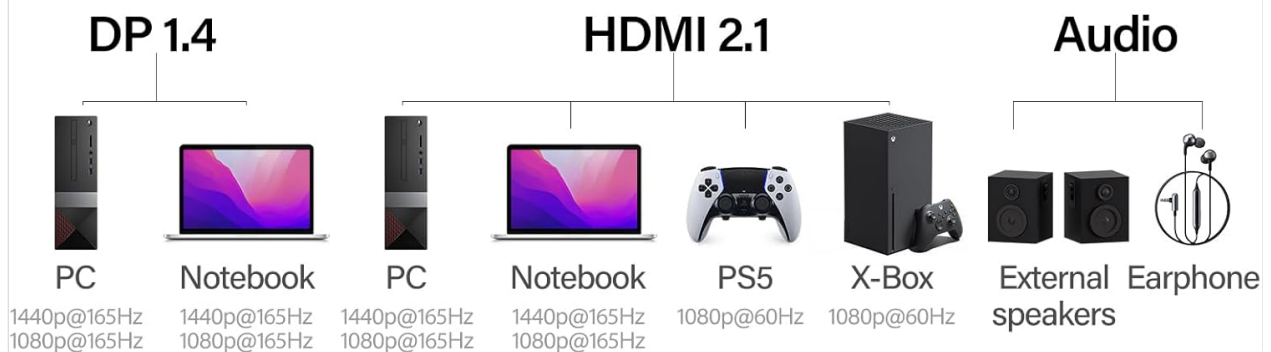 DP 1.4
HDMI 2.1
Audio
PC
Notebook
PC
Notebook
PS5
X-Box
External
speakers
Earphone
1440p@165Hz
1080p@165Hz
1440p@165Hz
1080p@165Hz
1440p@165Hz
1080p@165Hz
1440p@165Hz
1080p@165Hz
1080p@60Hz
1080p@60Hz